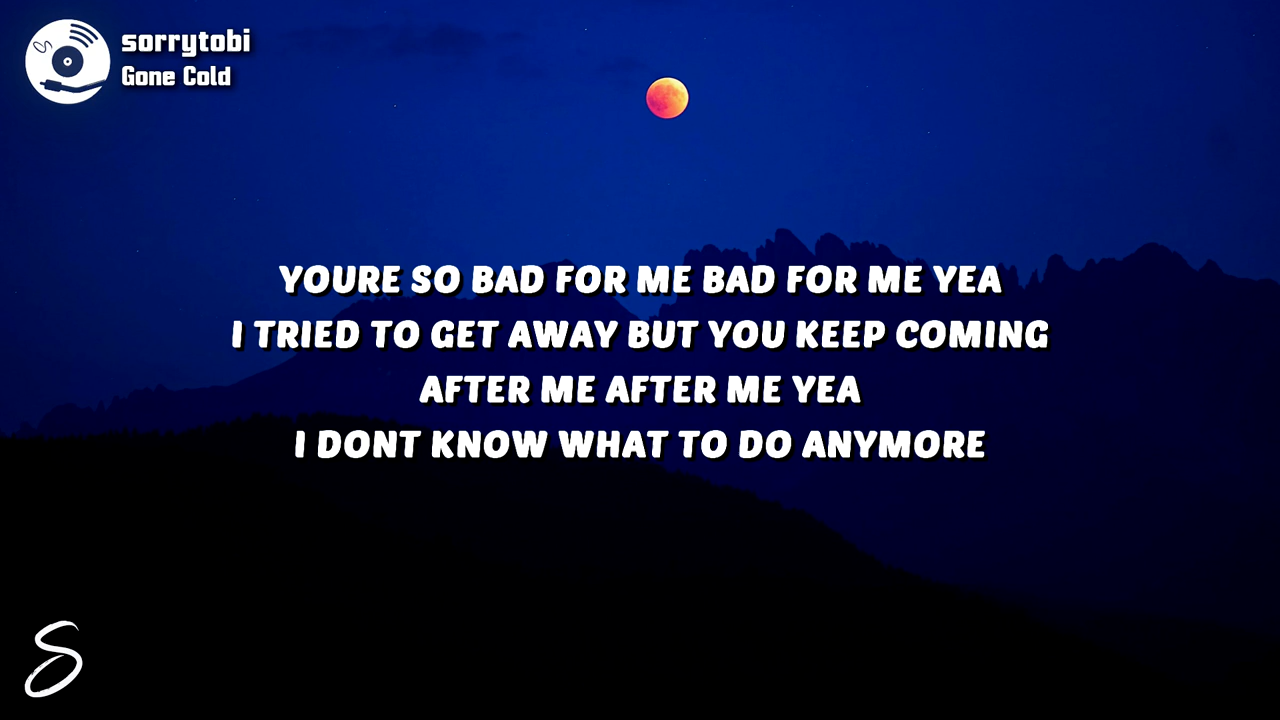 sorrytobi
Gone Cold
YOURE SO BAD FOR ME BAD FOR ME YEA
I TRIED TO GET AWAY BUT YOU KEEP COMING
AFTER ME AFTER ME YEA
I DONT KNOW WHAT TO DO ANYMORE
S